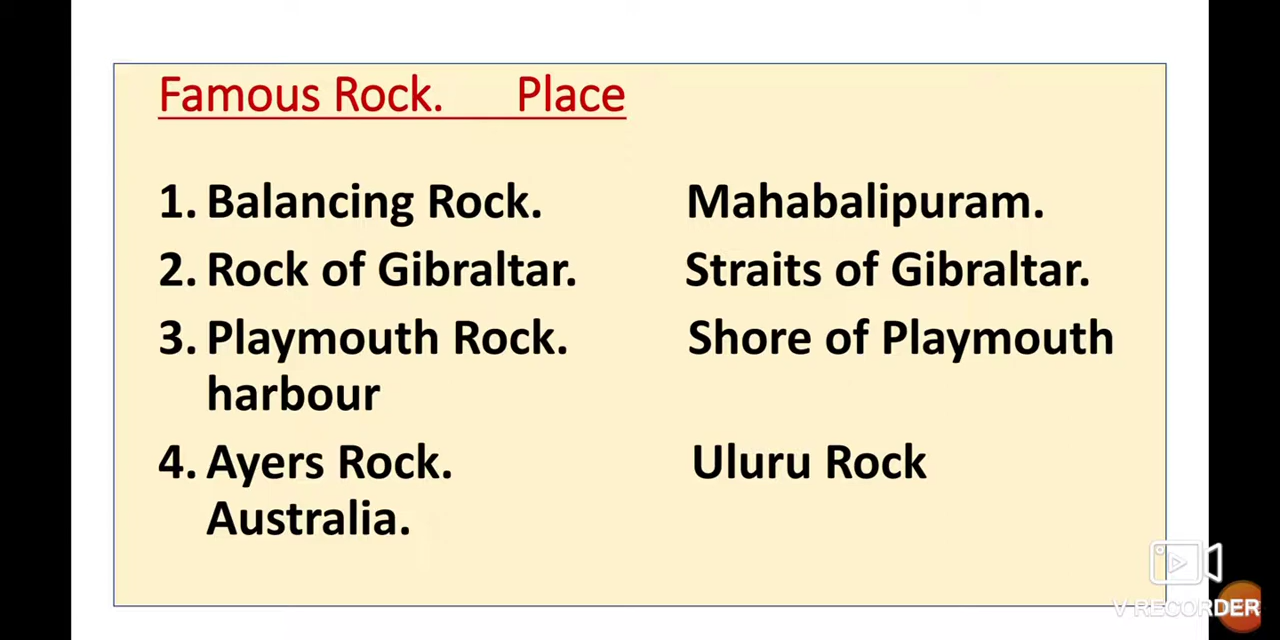 Famous Rock. Place
1. Balancing Rock. Mahabalipuram.
2. Rock of Gibraltar. Straits of Gibraltar.
3. Playmouth Rock. Shore of Playmouth
harbour
4. Ayers Rock. Uluru Rock
Australia.
V RECORDER